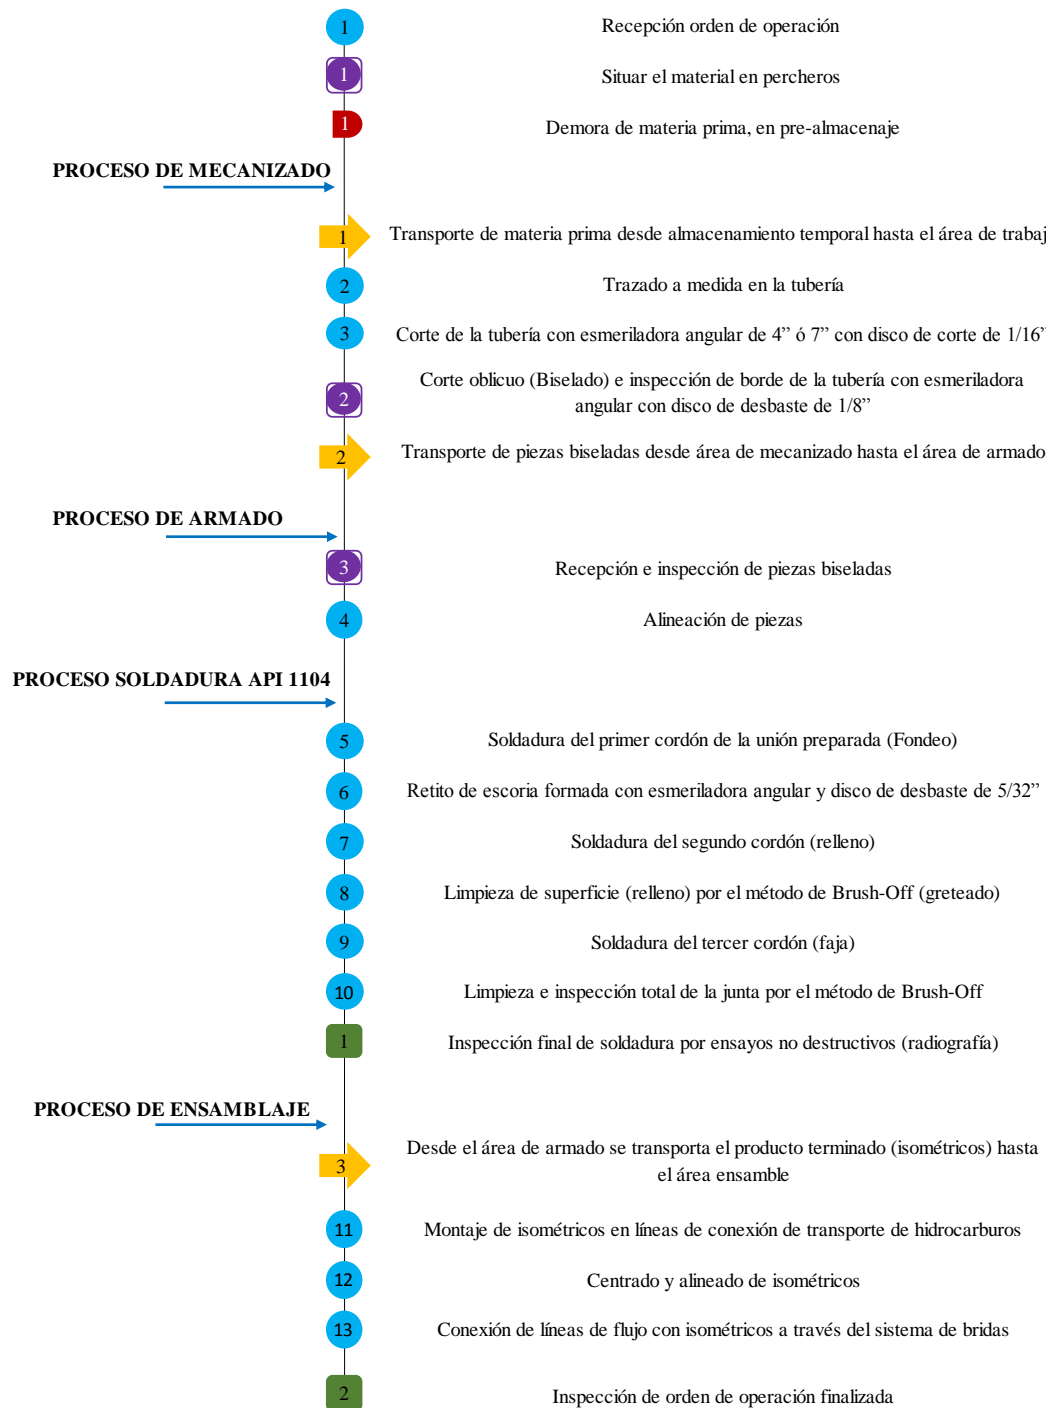 1 Recepción orden de operación
1 Situar el material en percheros
1 Demora de materia prima, en pre-almacenaje
PROCESO DE MECANIZADO
1 Transporte de materia prima desde almacenamiento temporal hasta el área de trabaj
2 Trazado a medida en la tubería
3 Corte de la tubería con esmeriladora angular de 4” ó 7” con disco de corte de 1/16”
2 Corte oblicuo (Biselado) e inspección de borde de la tubería con esmeriladora
angular con disco de desbaste de 1/8”
2 Transporte de piezas biseladas desde área de mecanizado hasta el área de armado
PROCESO DE ARMADO
3 Recepción e inspección de piezas biseladas
4 Alineación de piezas
PROCESO SOLDADURA API 1104
5 Soldadura del primer cordón de la unión preparada (Fondeo)
6 Retito de escoria formada con esmeriladora angular y disco de desbaste de 5/32”
7 Soldadura del segundo cordón (relleno)
8 Limpieza de superficie (relleno) por el método de Brush-Off (greteado)
9 Soldadura del tercer cordón (faja)
10 Limpieza e inspección total de la junta por el método de Brush-Off
1 Inspección final de soldadura por ensayos no destructivos (radiografía)
PROCESO DE ENSAMBLAJE
3 Desde el área de armado se transporta el producto terminado (isométricos) hasta
el área ensamble
11 Montaje de isométricos en líneas de conexión de transporte de hidrocarburos
12 Centrado y alineado de isométricos
13 Conexión de líneas de flujo con isométricos a través del sistema de bridas
2 Inspección de orden de operación finalizada